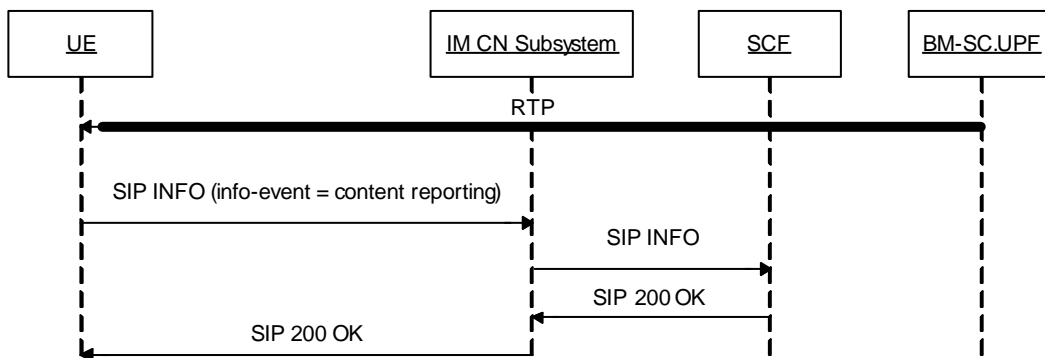 UE
IM CN Subsystem
SCF
BM-SC.UPF
RTP
SIP INFO (info-event = content reporting)
SIP INFO
SIP 200 OK
SIP 200 OK